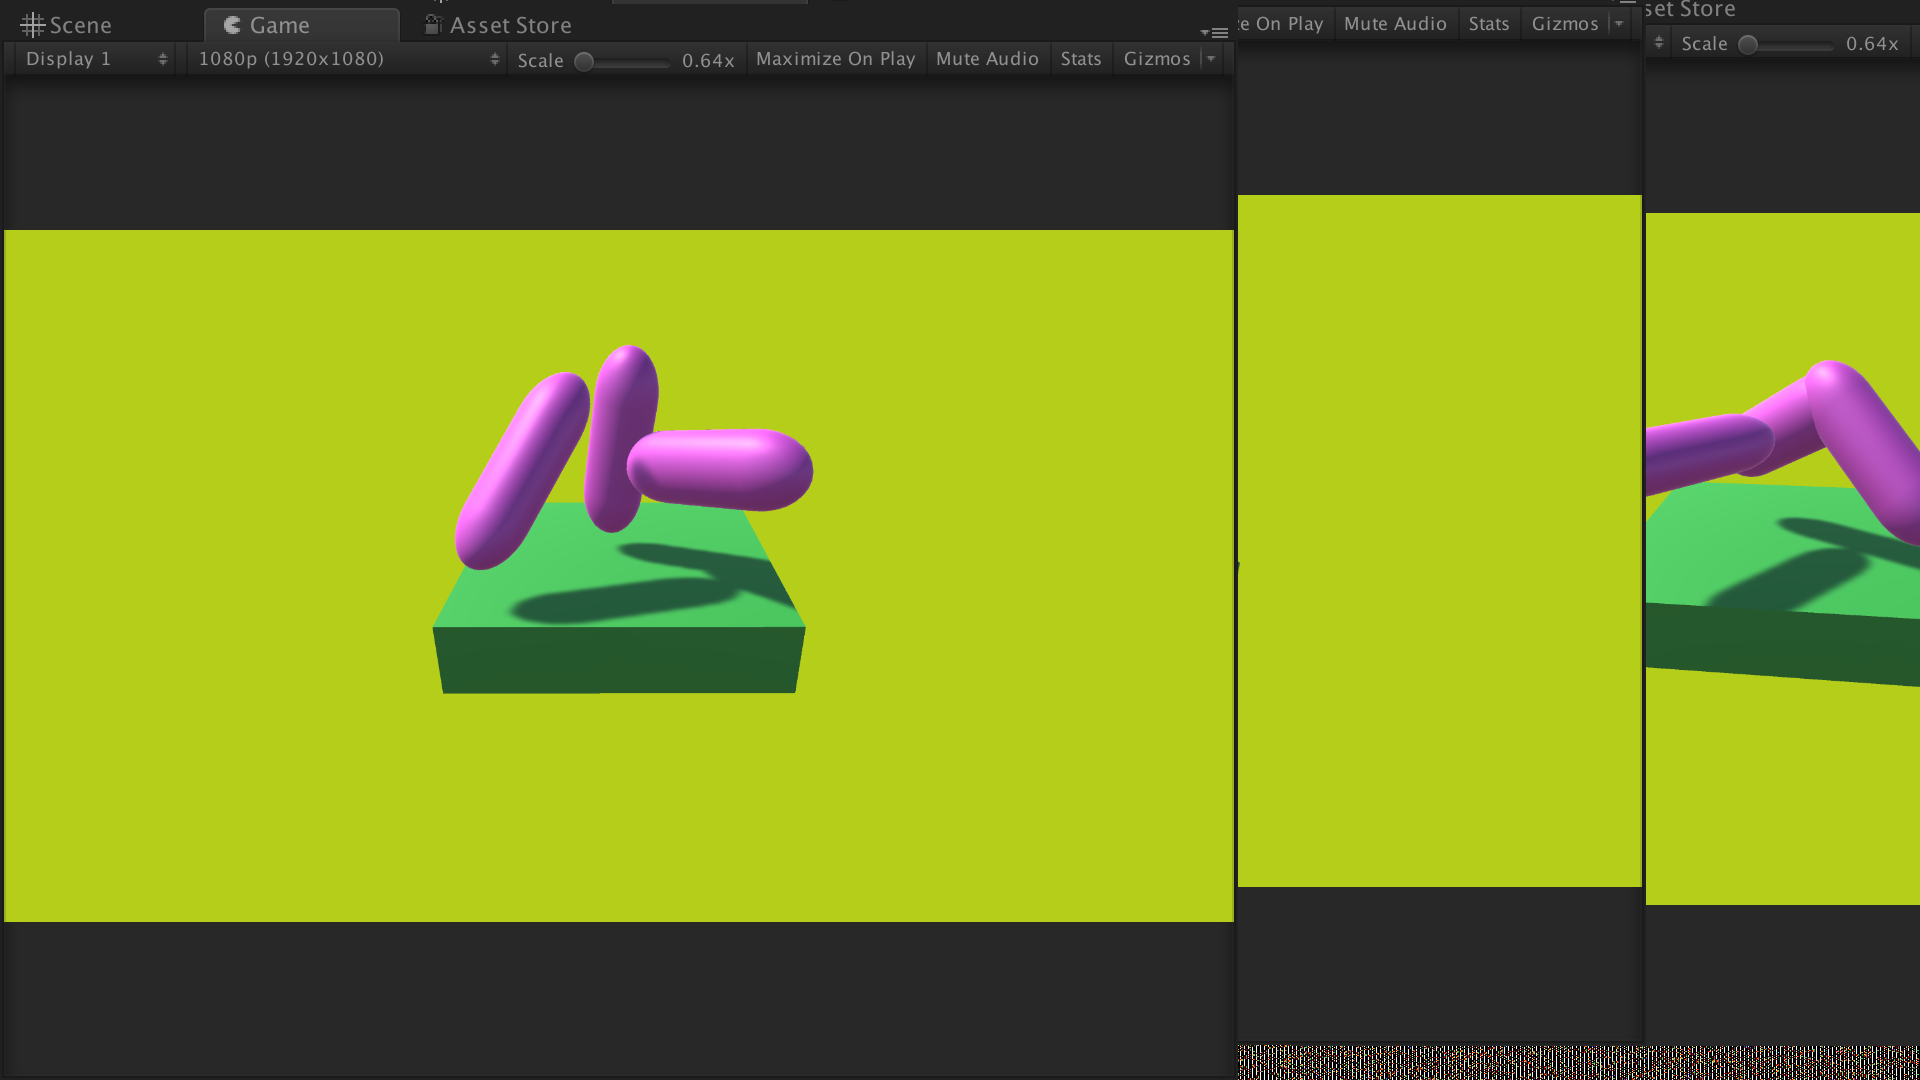 Scene
Game
Asset Store
Display 1
1080p (1920x1080)
Scale
0.64x
Maximize On Play
Mute Audio
Stats
Gizmos
On Play
Mute Audio
Stats
Gizmos
Store
Scale
0.64x